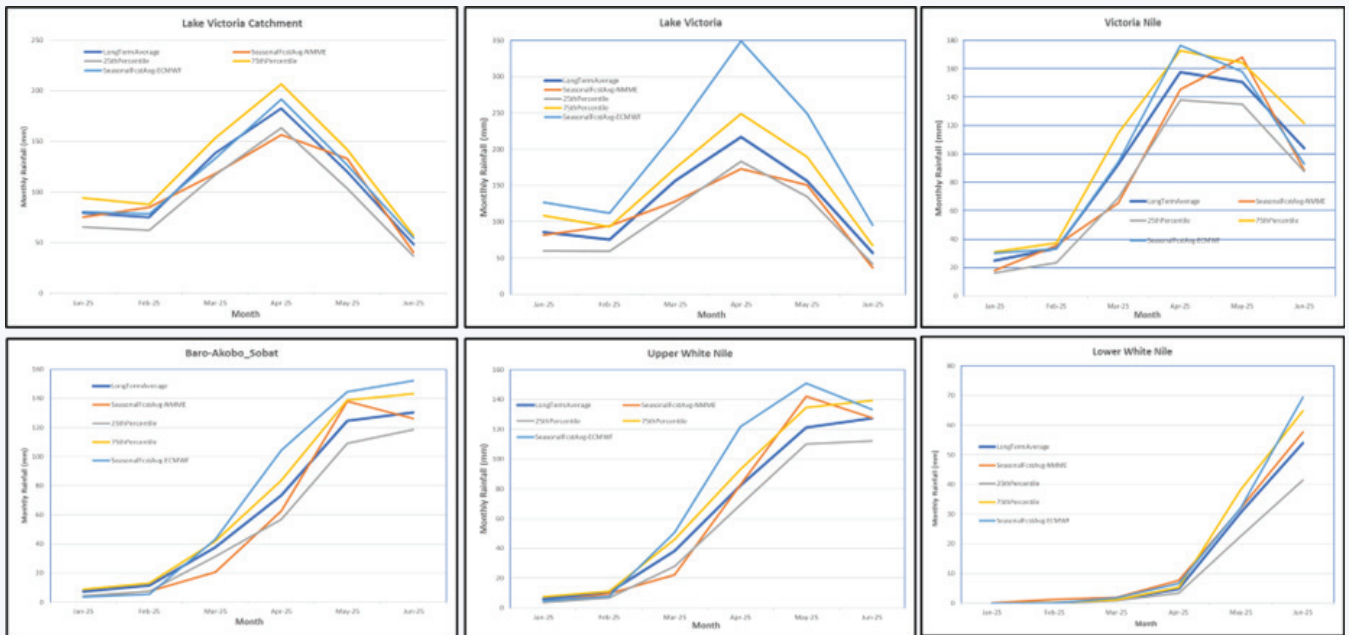 Lake Victoria Catchment
250
200
150
100
50
0
Monthly Rainfall (mm)
LongTermAverage
SeasonalFcstAvg-NMME
25thPercentile
75thPercentile
SeasonalFcstAvg-ECMWF
Jan-25 Feb-25 Mar-25 Apr-25 May-25 Jun-25
Month
Lake Victoria
350
300
250
200
150
100
50
0
Monthly Rainfall (mm)
LongTermAverage
SeasonalFcstAvg-NMME
25thPercentile
75thPercentile
SeasonalFcstAvg-ECMWF
Jan-25 Feb-25 Mar-25 Apr-25 May-25 Jun-25
Month
Victoria Nile
180
160
140
120
100
80
60
40
20
0
Monthly Rainfall (mm)
LongTermAverage
SeasonalFcstAvg-NMME
25thPercentile
75thPercentile
SeasonalFcstAvg-ECMWF
Jan-25 Feb-25 Mar-25 Apr-25 May-25 Jun-25
Month
Baro-Akobo_Sobat
160
140
120
100
80
60
40
20
0
Monthly Rainfall (mm)
LongTermAverage
SeasonalFcstAvg-NMME
25thPercentile
75thPercentile
SeasonalFcstAvg-ECMWF
Jan-25 Feb-25 Mar-25 Apr-25 May-25 Jun-25
Month
Upper White Nile
160
140
120
100
80
60
40
20
0
Monthly Rainfall (mm)
LongTermAverage
SeasonalFcstAvg-NMME
25thPercentile
75thPercentile
SeasonalFcstAvg-ECMWF
Jan-25 Feb-25 Mar-25 Apr-25 May-25 Jun-25
Month
Lower White Nile
80
70
60
50
40
30
20
10
0
Monthly Rainfall (mm)
LongTermAverage
SeasonalFcstAvg-NMME
25thPercentile
75thPercentile
SeasonalFcstAvg-ECMWF
Jan-25 Feb-25 Mar-25 Apr-25 May-25 Jun-25
Month